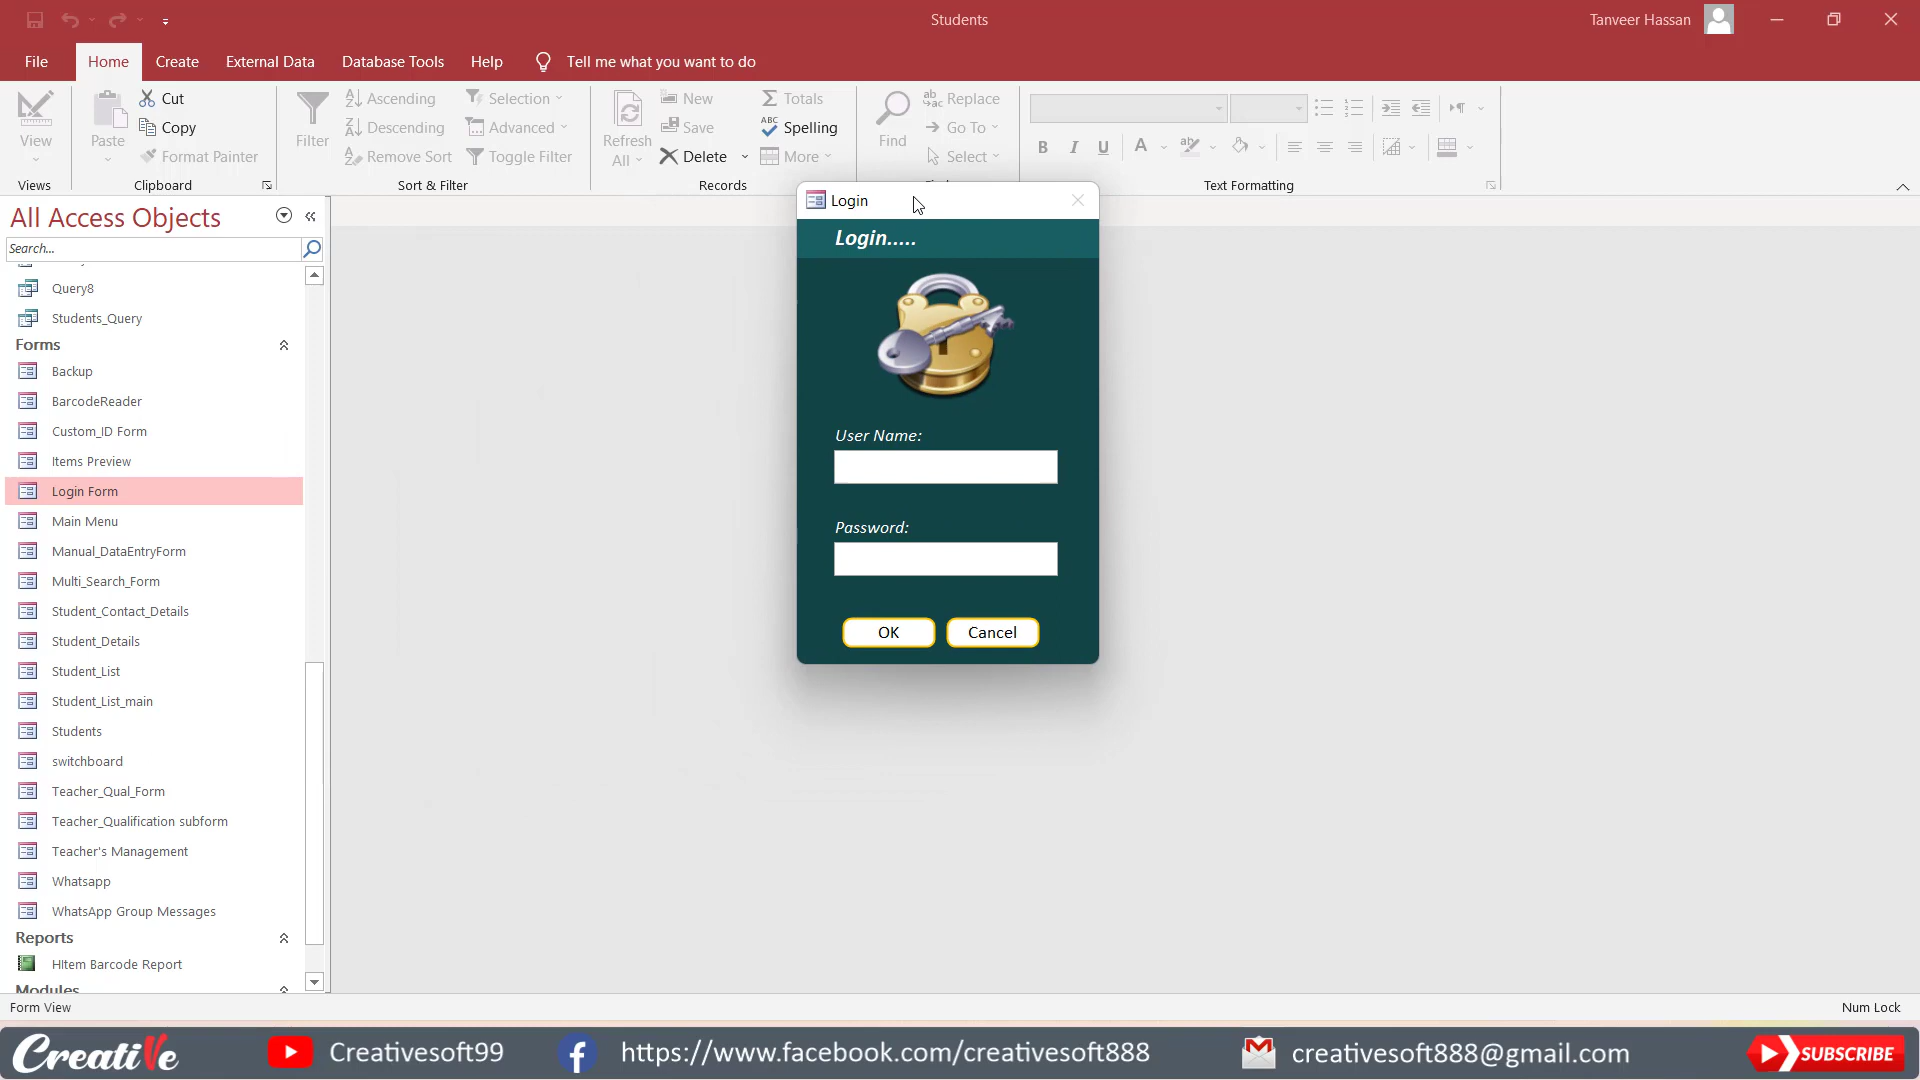 Students
Tanveer Hassan
File Home Create External Data Database Tools Help Tell me what you want to do
View
Views
Paste
Cut
Copy
Format Painter
Clipboard
Filter
Ascending
Descending
Remove Sort
Selection
Advanced
Toggle Filter
Sort & Filter
Refresh
All
New
Save
Delete
Totals
Spelling
More
Records
Find
Replace
Go To
Select
B I U
Text Formatting
All Access Objects
Search...
Query8
Students_Query
Forms
Backup
BarcodeReader
Custom_ID Form
Items Preview
Login Form
Main Menu
Manual_DataEntryForm
Multi_Search_Form
Student_Contact_Details
Student_Details
Student_List
Student_List_main
Students
switchboard
Teacher_Qual_Form
Teacher_Qualification subform
Teacher's Management
Whatsapp
WhatsApp Group Messages
Reports
HItem Barcode Report
Modules
Login
Login.....
User Name:
Password:
OK Cancel
Form View
Num Lock
CreatiVe Creativesoft99 https://www.facebook.com/creativesoft888 creativesoft888@gmail.com SUBSCRIBE